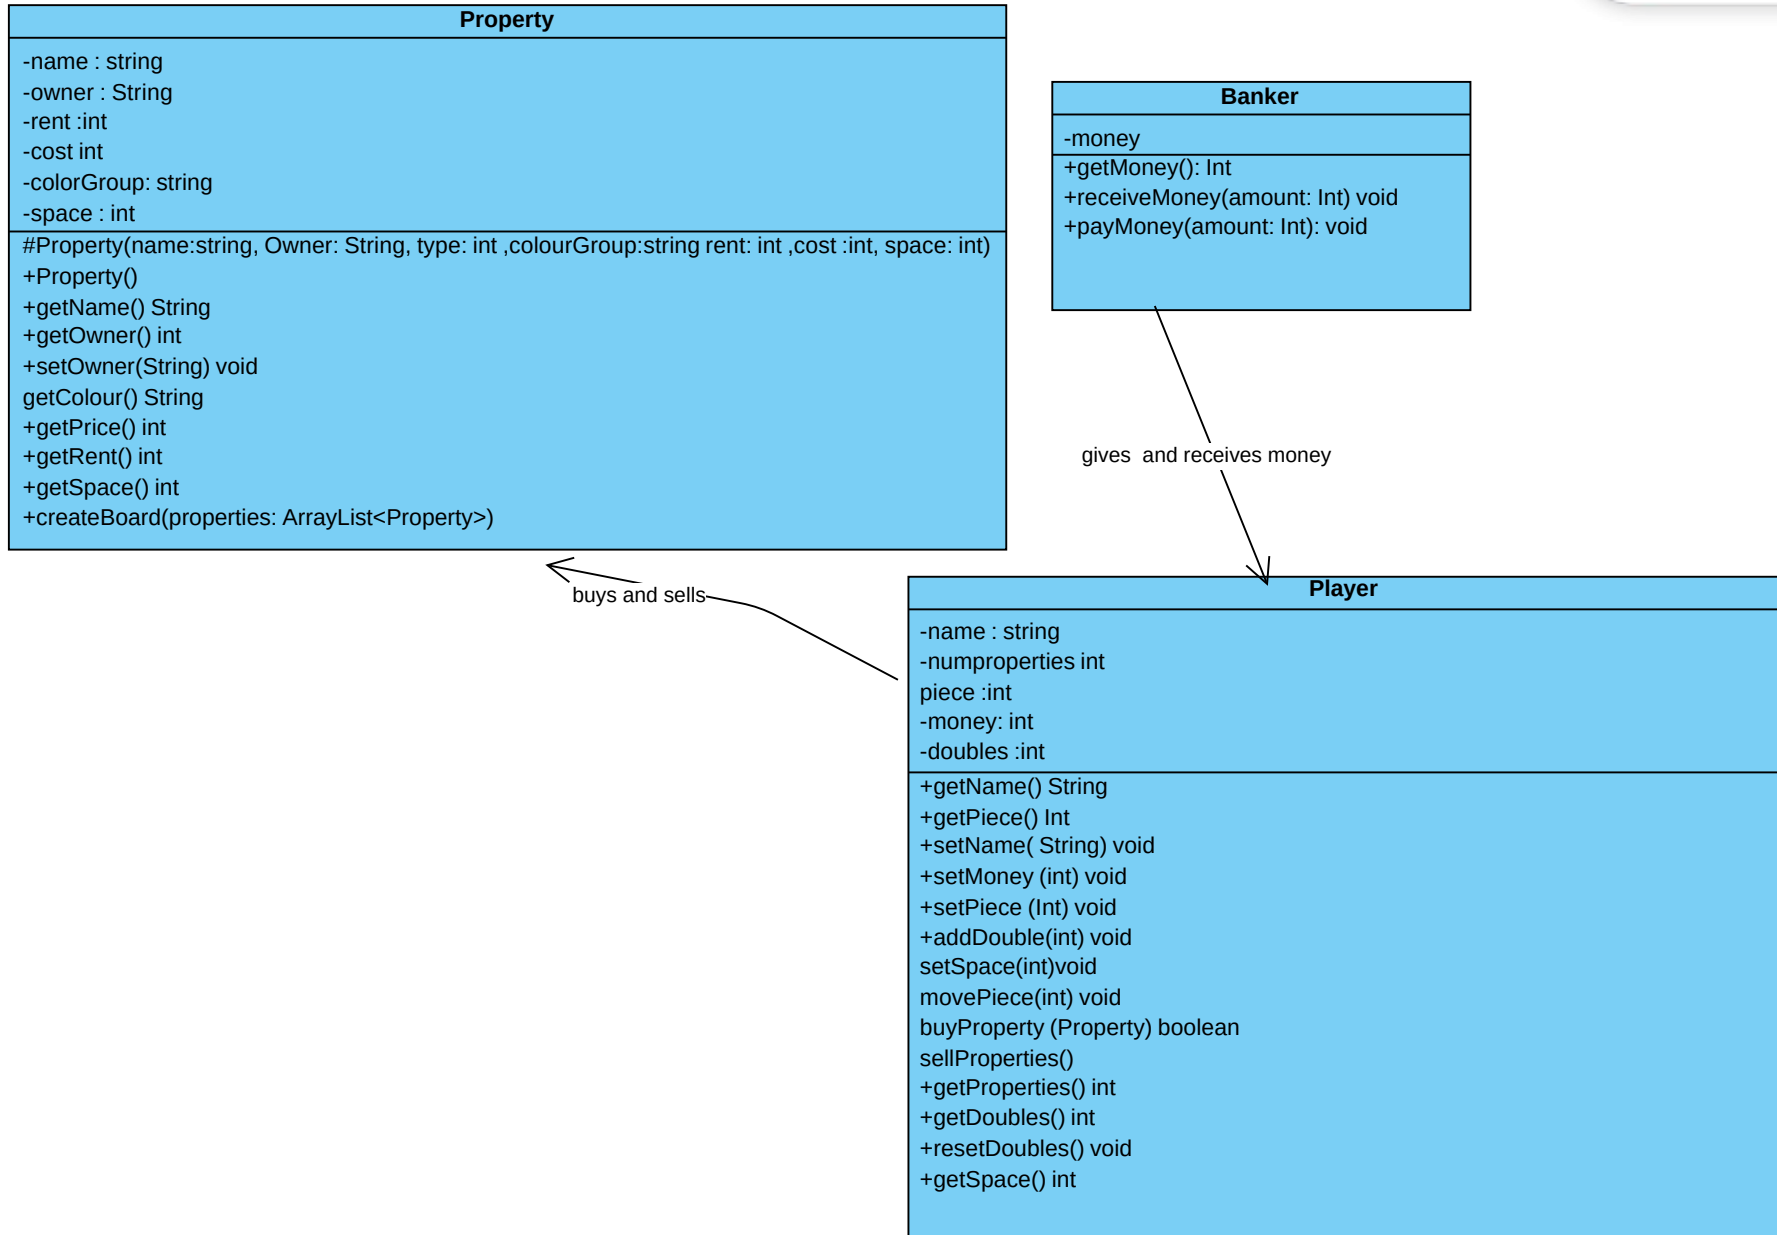 Property
-name : string
-owner : String
-rent :int
-cost int
-colorGroup: string
-space : int
#Property(name:string, Owner: String, type: int ,colourGroup:string rent: int ,cost :int, space: int)
+Property()
+getName() String
+getOwner() int
+setOwner(String) void
getColour() String
+getPrice() int
+getRent() int
+getSpace() int
+createBoard(properties: ArrayList<Property>)
Banker
-money
+getMoney(): Int
+receiveMoney(amount: Int) void
+payMoney(amount: Int): void
gives  and receives money
buys and sells
Player
-name : string
-numproperties int
piece :int
-money: int
-doubles :int
+getName() String
+getPiece() Int
+setName( String) void
+setMoney (int) void
+setPiece (Int) void
+addDouble(int) void
setSpace(int)void
movePiece(int) void
buyProperty (Property) boolean
sellProperties()
+getProperties() int
+getDoubles() int
+resetDoubles() void
+getSpace() int